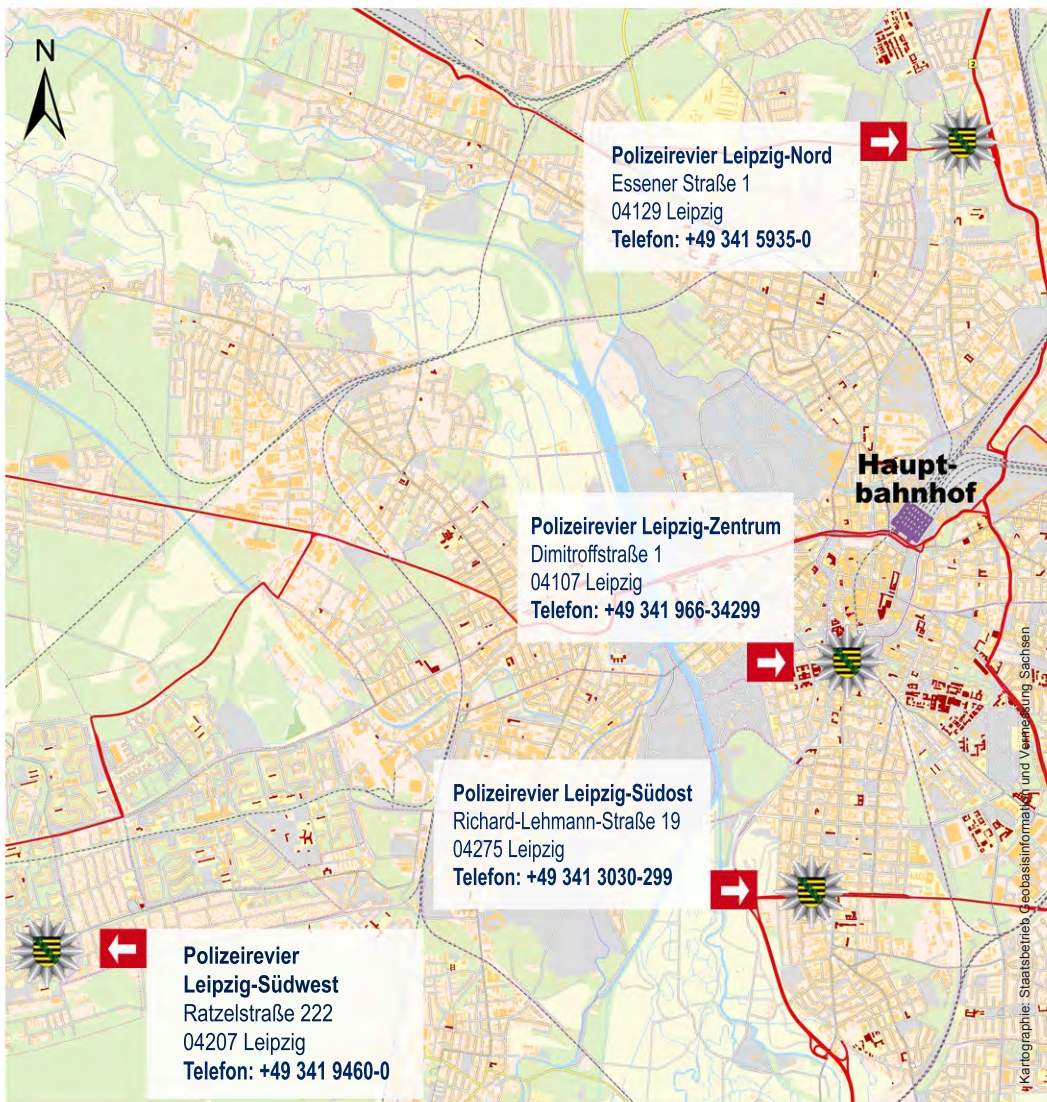 N
2
Polizeirevier Leipzig-Nord
Essener Straße 1
04129 Leipzig
Telefon: +49 341 5935-0
Haupt-
bahnhof
Polizeirevier Leipzig-Zentrum
Dimitroffstraße 1
04107 Leipzig
Telefon: +49 341 966-34299
Polizeirevier Leipzig-Südost
Richard-Lehmann-Straße 19
04275 Leipzig
Telefon: +49 341 3030-299
Polizeirevier
Leipzig-Südwest
Ratzelstraße 222
04207 Leipzig
Telefon: +49 341 9460-0
Kartographie: Staatsbetrieb Geobasisinformation und Vermessung Sachsen